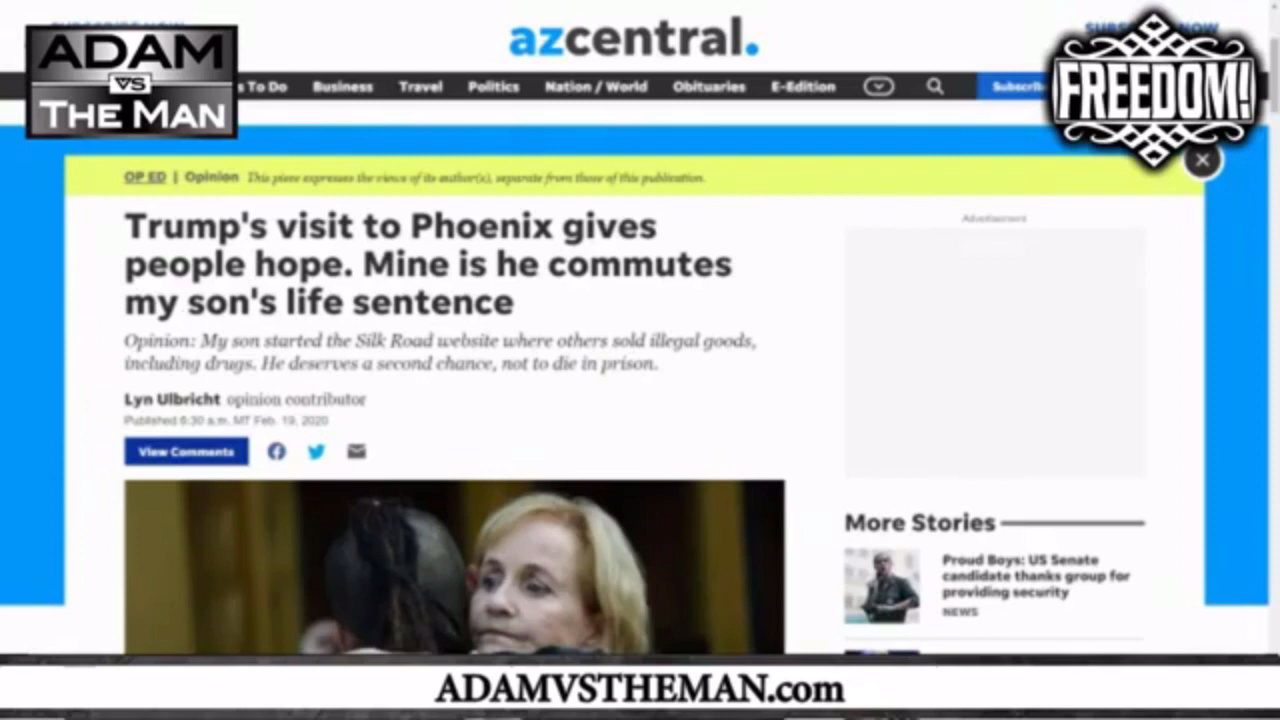 azcentral.
ADAM
VS
THE MAN
FREEDOM!
s To Do Business Travel Politics Nation / World Obituaries E-Edition
OP ED | Opinion This piece expresses the views of its author(s), separate from those of this publication.
Trump's visit to Phoenix gives
people hope. Mine is he commutes
my son's life sentence
Opinion: My son started the Silk Road website where others sold illegal goods,
including drugs. He deserves a second chance, not to die in prison.
Lyn Ulbricht opinion contributor
Published 6:30 a.m. MT Feb. 19, 2020
View Comments
Advertisement
More Stories
Proud Boys: US Senate
candidate thanks group for
providing security
NEWS
ADAMVSTHEMAN.com